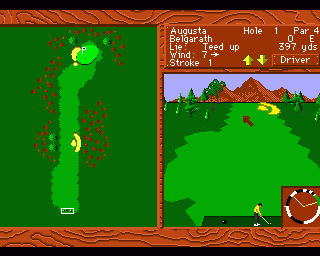 Augusta Hole 1 Par 4
Belgarath 0 E
Lie: Teed up 397 yds
Wind: 7
Stroke 1 Driver
P